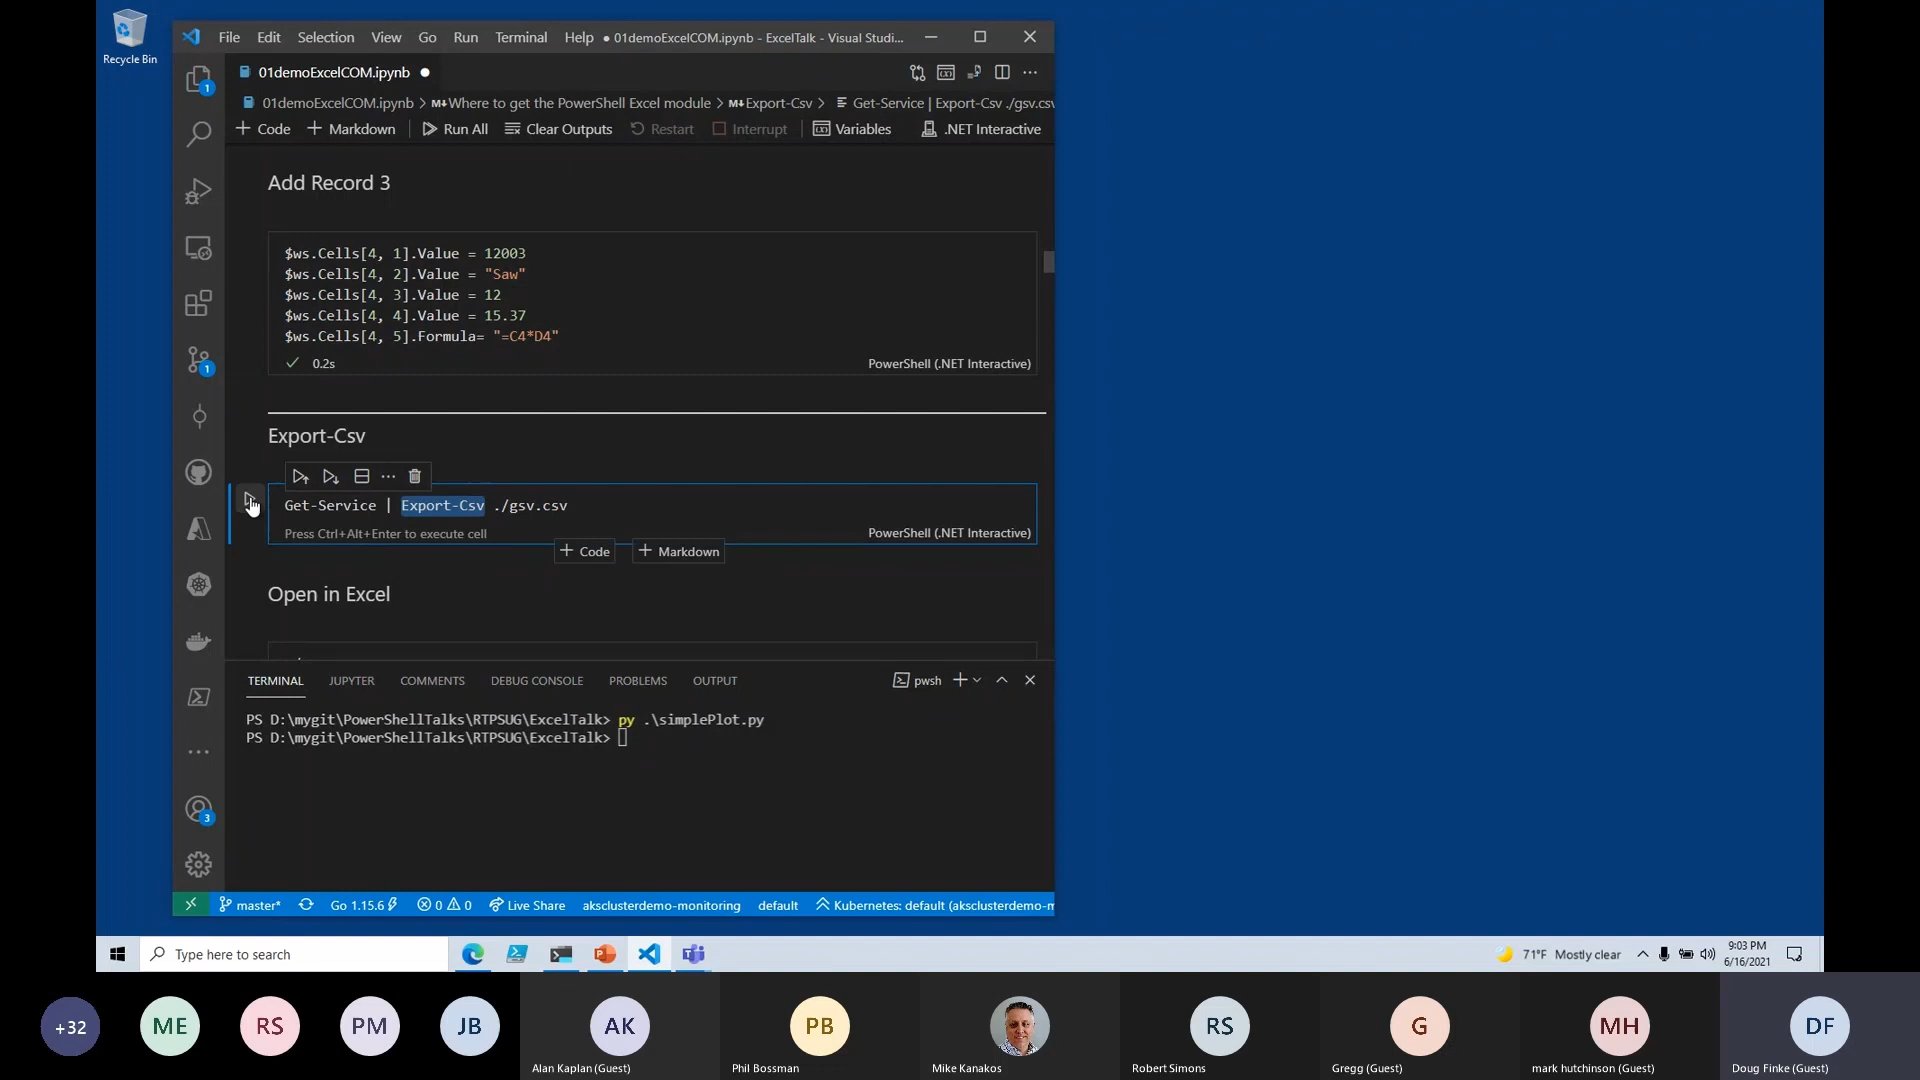 Recycle Bin
File Edit Selection View Go Run Terminal Help ● 01demoExcelCOM.ipynb - ExcelTalk - Visual Studi...
01demoExcelCOM.ipynb ●
01demoExcelCOM.ipynb > M↓Where to get the PowerShell Excel module > M↓Export-Csv > Get-Service | Export-Csv ./gsv.csv
+ Code + Markdown Run All Clear Outputs Restart Interrupt Variables .NET Interactive
Add Record 3
$ws.Cells[4, 1].Value = 12003
$ws.Cells[4, 2].Value = "Saw"
$ws.Cells[4, 3].Value = 12
$ws.Cells[4, 4].Value = 15.37
$ws.Cells[4, 5].Formula= "=C4*D4"
✓ 0.2s PowerShell (.NET Interactive)
Export-Csv
Get-Service | Export-Csv ./gsv.csv
Press Ctrl+Alt+Enter to execute cell PowerShell (.NET Interactive)
+ Code + Markdown
Open in Excel
TERMINAL JUPYTER COMMENTS DEBUG CONSOLE PROBLEMS OUTPUT pwsh
PS D:\mygit\PowerShellTalks\RTPSUG\ExcelTalk> py .\simplePlot.py
PS D:\mygit\PowerShellTalks\RTPSUG\ExcelTalk>
1
1
3
master* Go 1.15.6 0 0 Live Share aksclusterdemo-monitoring default Kubernetes: default (aksclusterdemo-m
Type here to search
71°F Mostly clear
9:03 PM
6/16/2021
+32 ME RS PM JB AK PB RS G MH DF
Alan Kaplan (Guest) Phil Bossman Mike Kanakos Robert Simons Gregg (Guest) mark hutchinson (Guest) Doug Finke (Guest)